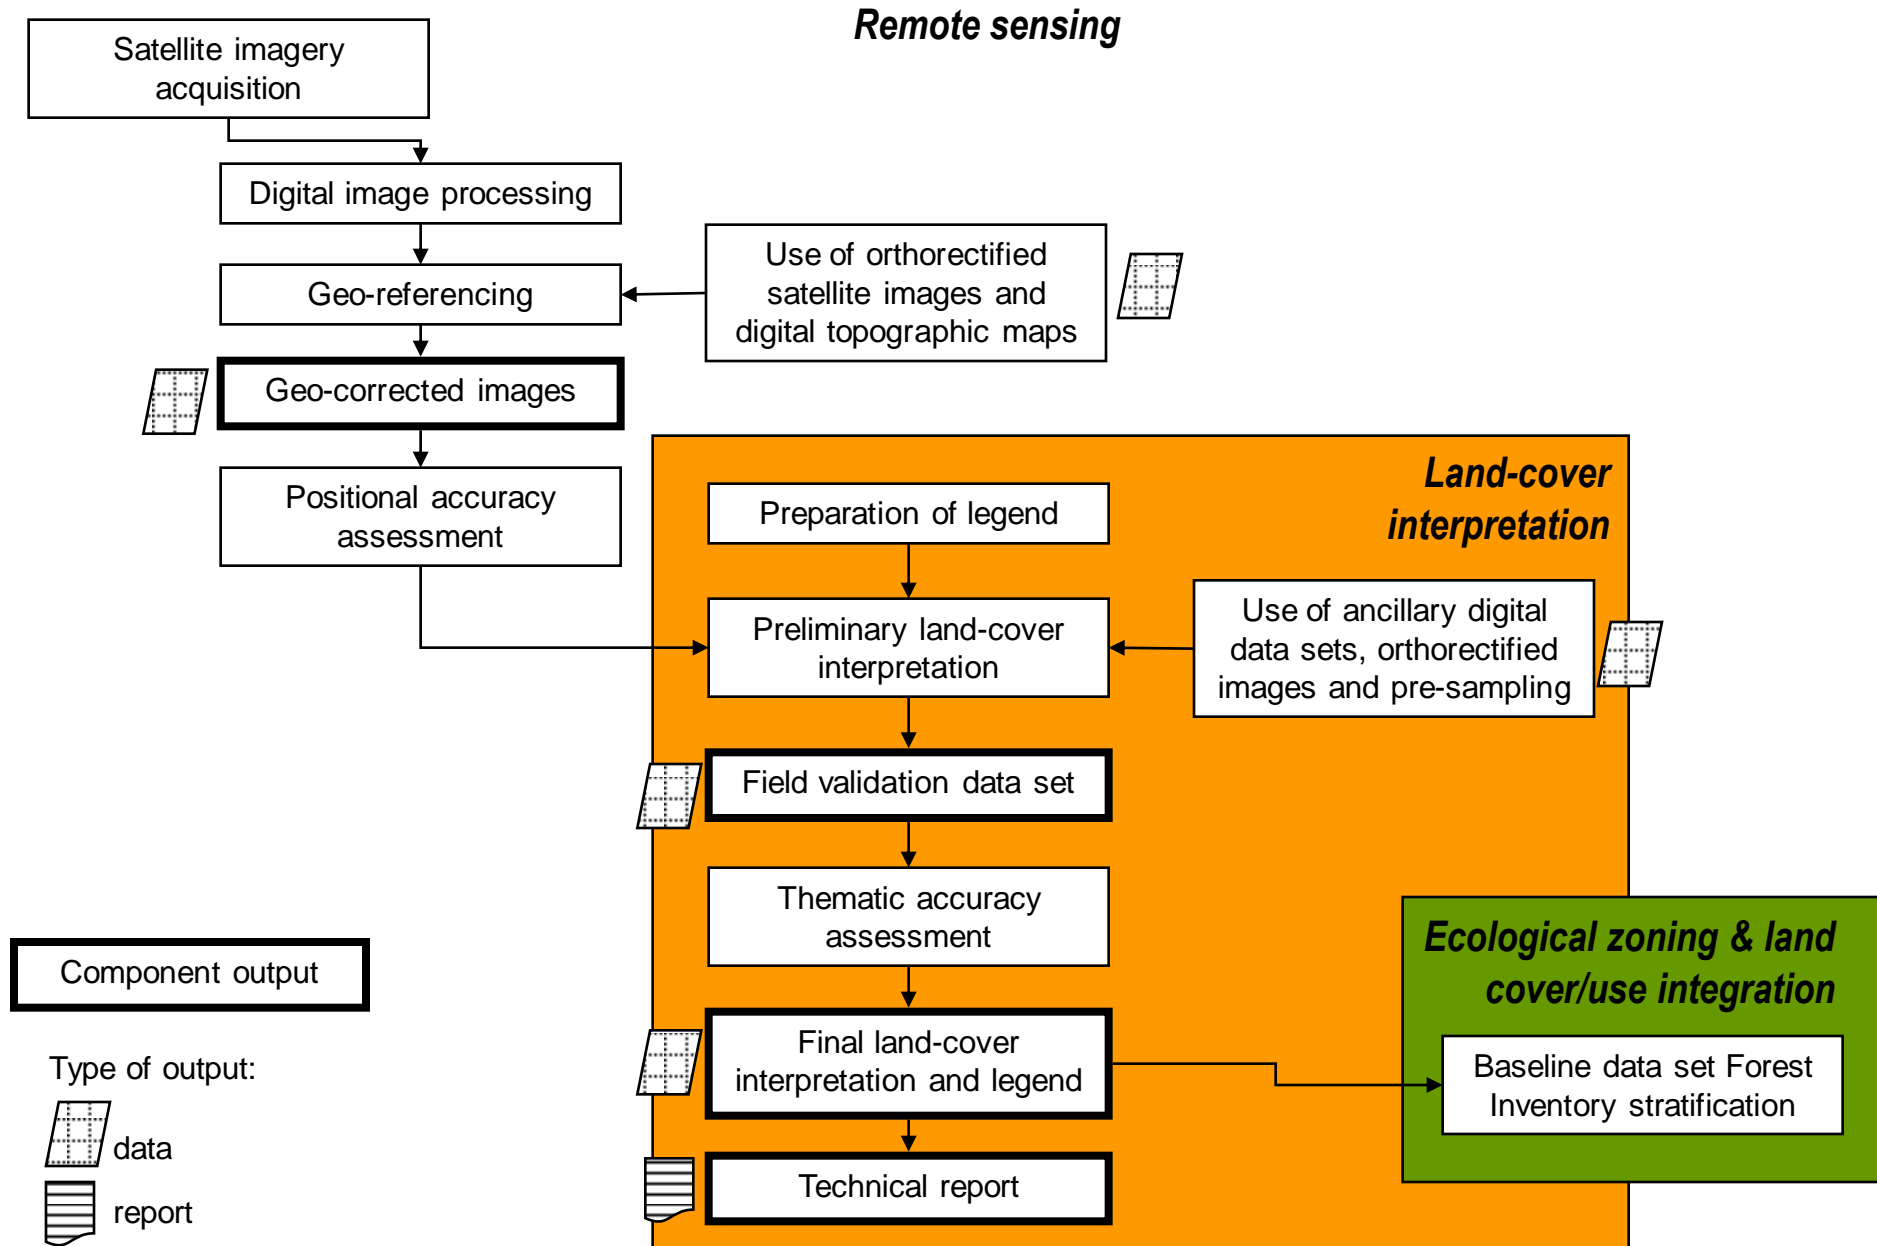 Remote sensing
Satellite imagery
acquisition
Digital image processing
Geo-referencing
Use of orthorectified
satellite images and
digital topographic maps
Geo-corrected images
Positional accuracy
assessment
Land-cover
interpretation
Preparation of legend
Preliminary land-cover
interpretation
Use of ancillary digital
data sets, orthorectified
images and pre-sampling
Field validation data set
Thematic accuracy
assessment
Final land-cover
interpretation and legend
Technical report
Ecological zoning & land
cover/use integration
Baseline data set Forest
Inventory stratification
Component output
Type of output:
data
report